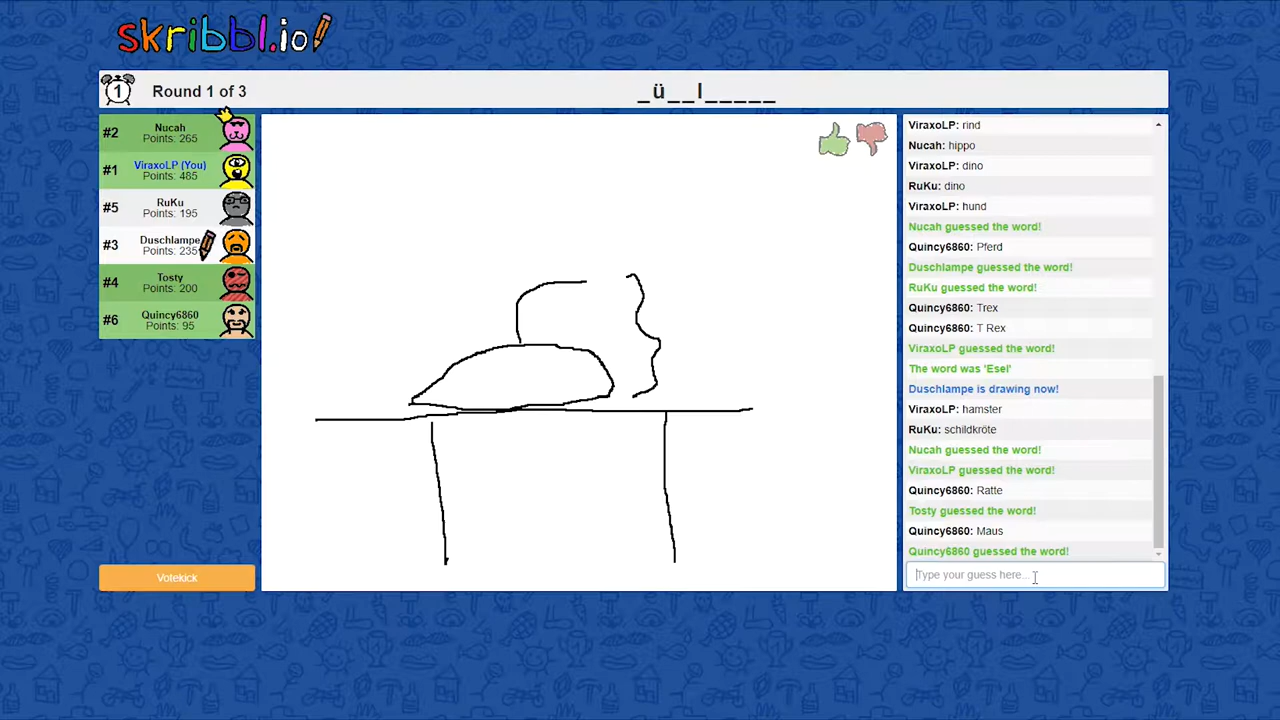 skribbl.io!
1
Round 1 of 3
_ü__l_____
#2 Nucah
Points: 265
#1 ViraxoLP (You)
Points: 485
#5 RuKu
Points: 195
#3 Duschlampe
Points: 235
#4 Tosty
Points: 200
#6 Quincy6860
Points: 95
Votekick
ViraxoLP: rind
Nucah: hippo
ViraxoLP: dino
RuKu: dino
ViraxoLP: hund
Nucah guessed the word!
Quincy6860: Pferd
Duschlampe guessed the word!
RuKu guessed the word!
Quincy6860: Trex
Quincy6860: T Rex
ViraxoLP guessed the word!
The word was 'Esel'
Duschlampe is drawing now!
ViraxoLP: hamster
RuKu: schildkröte
Nucah guessed the word!
ViraxoLP guessed the word!
Quincy6860: Ratte
Tosty guessed the word!
Quincy6860: Maus
Quincy6860 guessed the word!
Type your guess here...